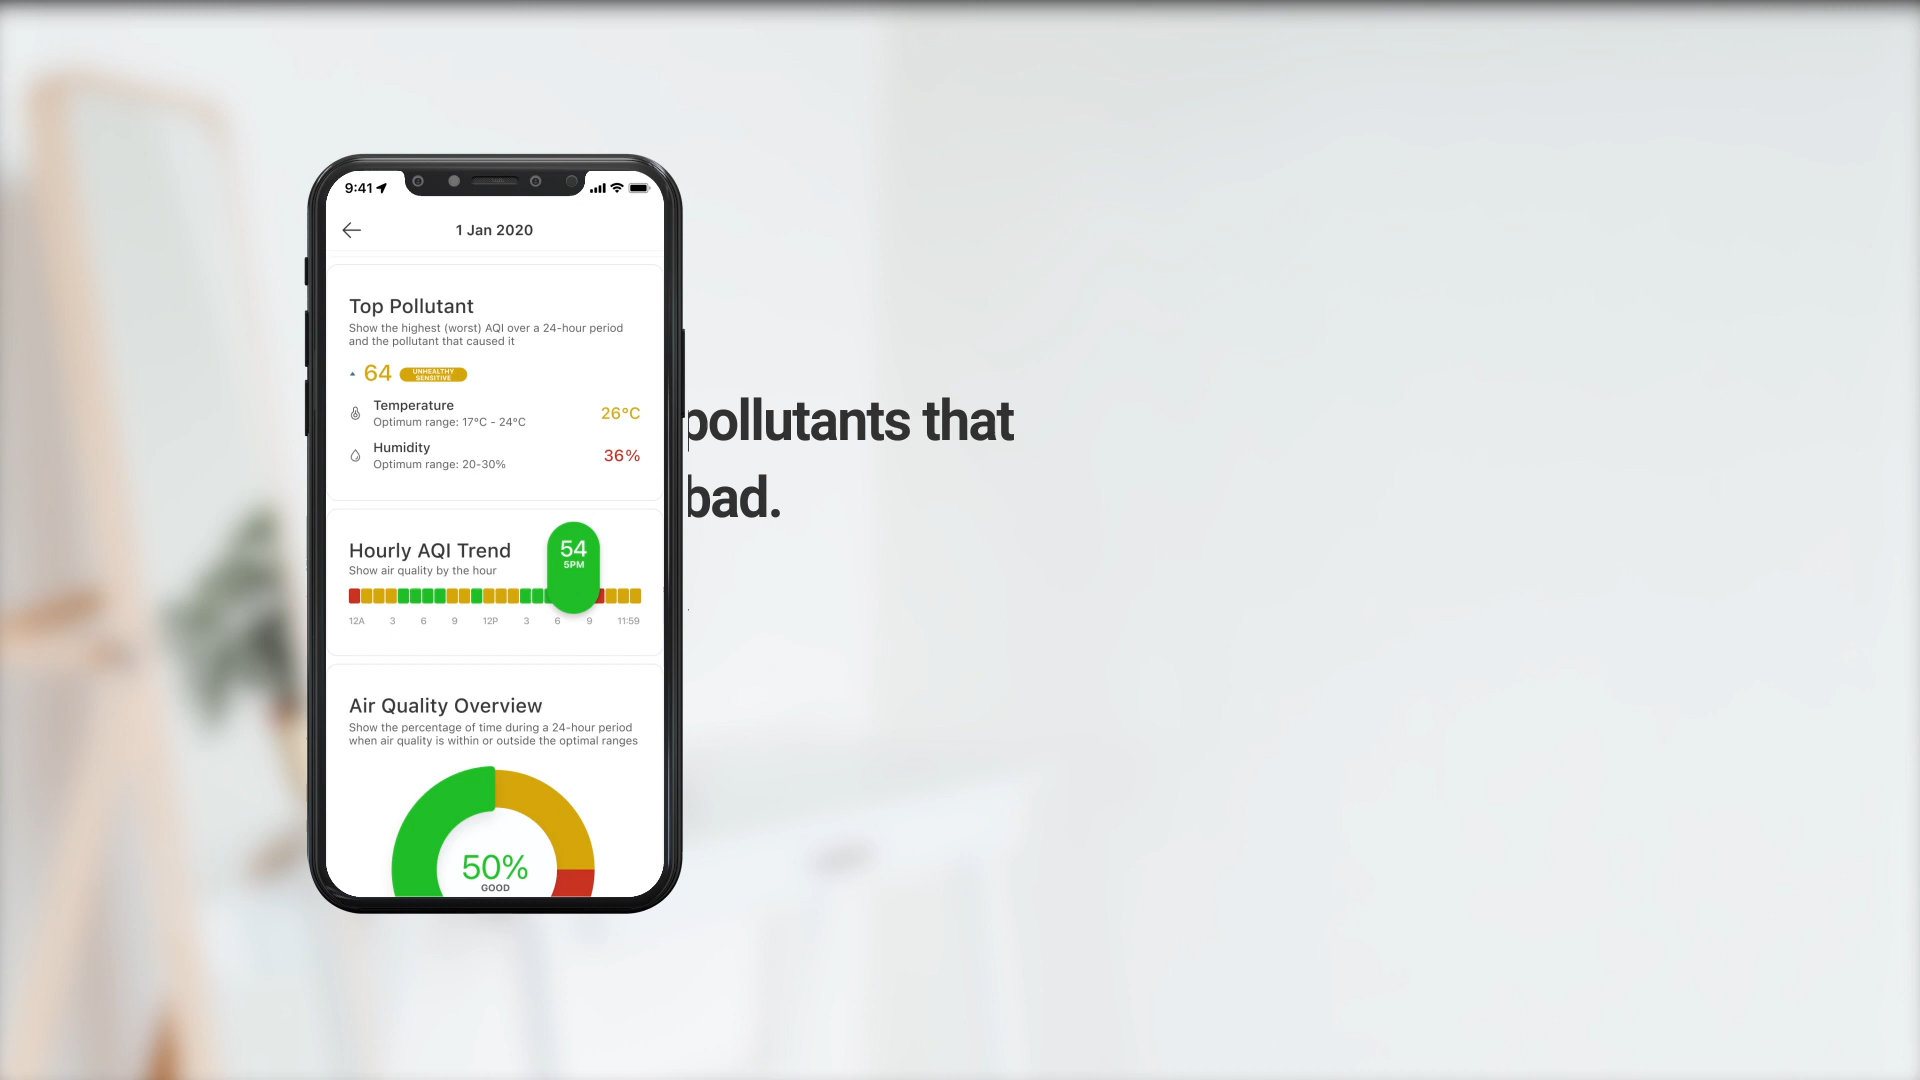 9:41
1 Jan 2020
Top Pollutant
Show the highest (worst) AQI over a 24-hour period
and the pollutant that caused it
64 UNHEALTHY
SENSITIVE
Temperature
Optimum range: 17°C - 24°C
26°C
Humidity
Optimum range: 20-30%
36%
Hourly AQI Trend
Show air quality by the hour
54
5PM
12A 3 6 9 12P 3 6 9 11:59
Air Quality Overview
Show the percentage of time during a 24-hour period
when air quality is within or outside the optimal ranges
50%
GOOD
pollutants that
bad.